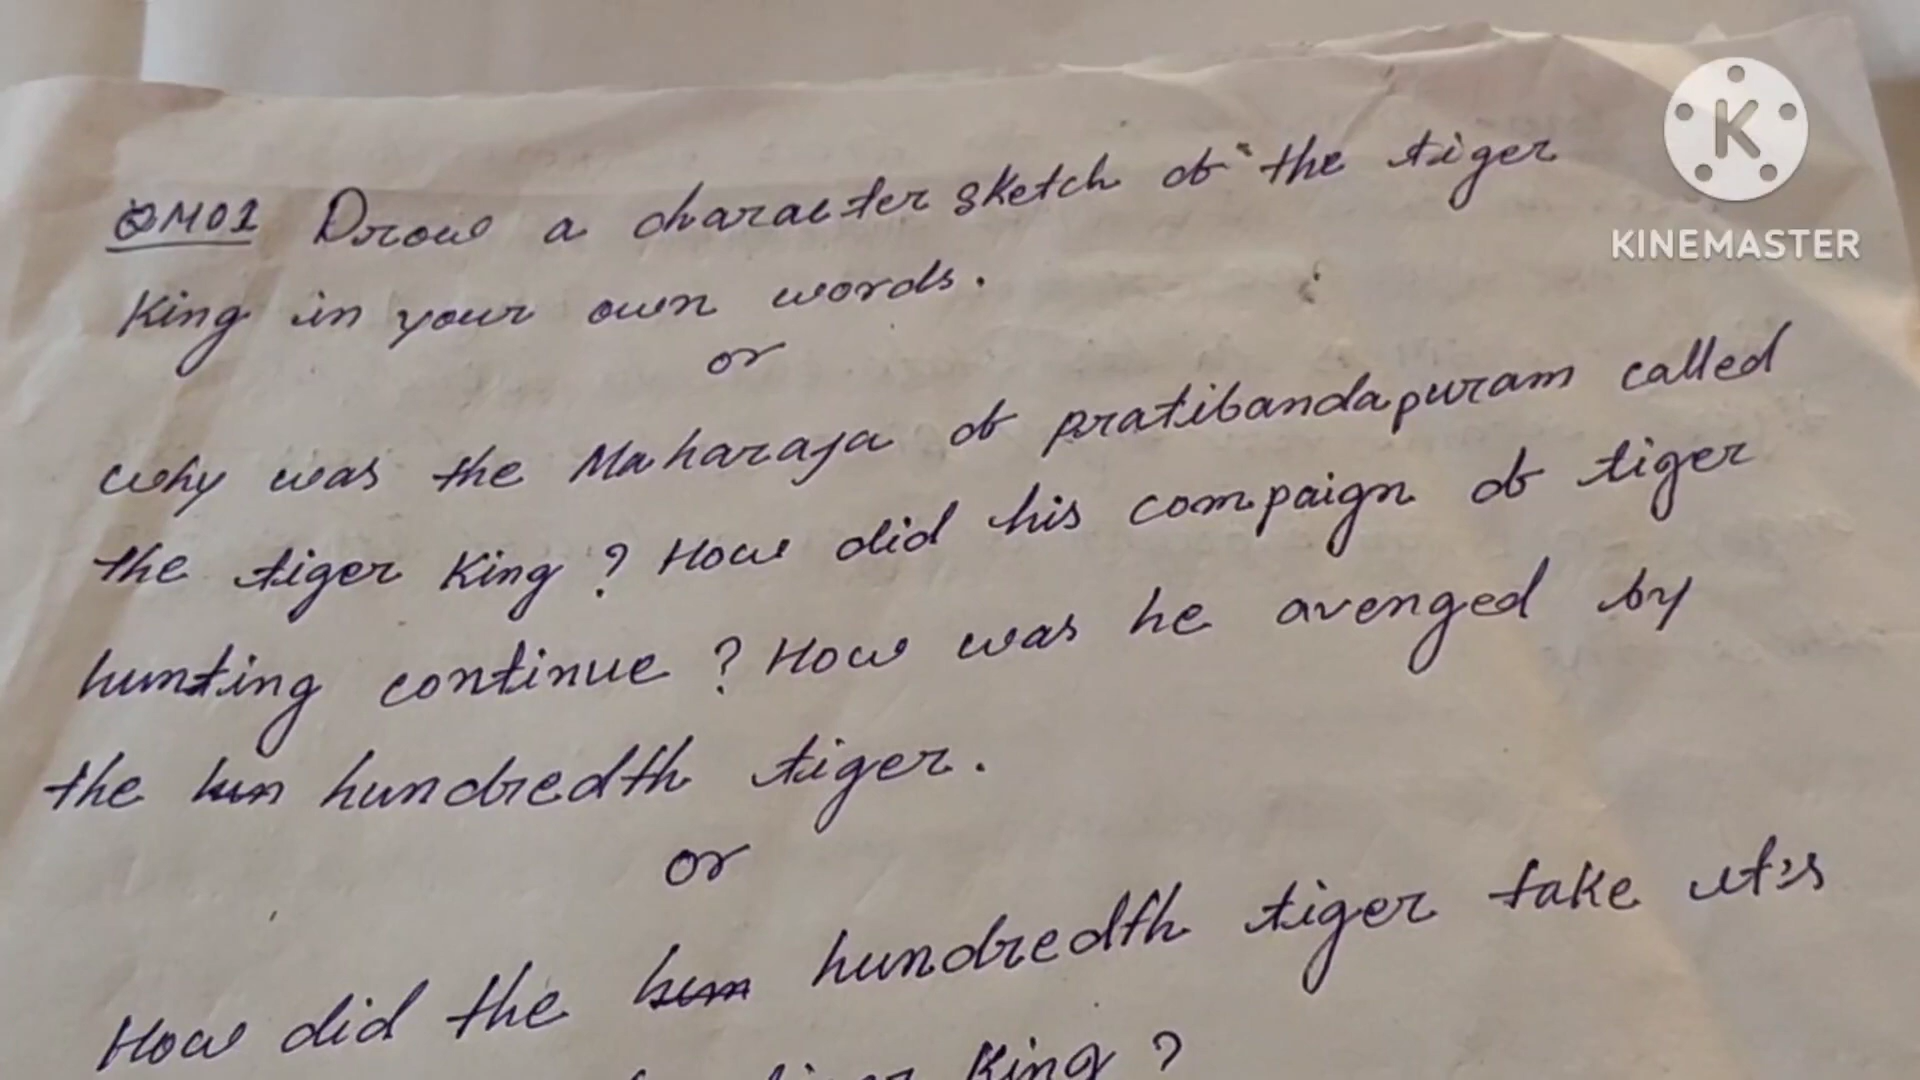 QM01 Draw a character sketch of the tiger
King in your own words.
or
Why was the Maharaja of pratibandapuram called
the tiger King ? How did his compaign of tiger
hunting continue ? How was he avenged by
the hun hundredth tiger.
or
How did the hun hundredth tiger take it's
King ?
K
KINEMASTER